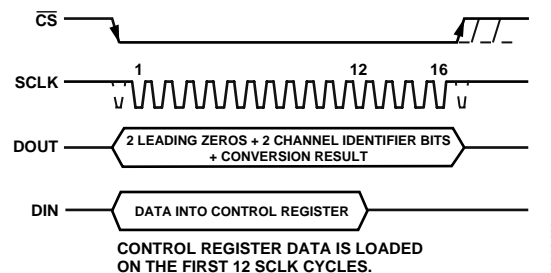 CS
1 12 16
SCLK
DOUT
2 LEADING ZEROS + 2 CHANNEL IDENTIFIER BITS
+ CONVERSION RESULT
DIN
DATA INTO CONTROL REGISTER
CONTROL REGISTER DATA IS LOADED
ON THE FIRST 12 SCLK CYCLES.